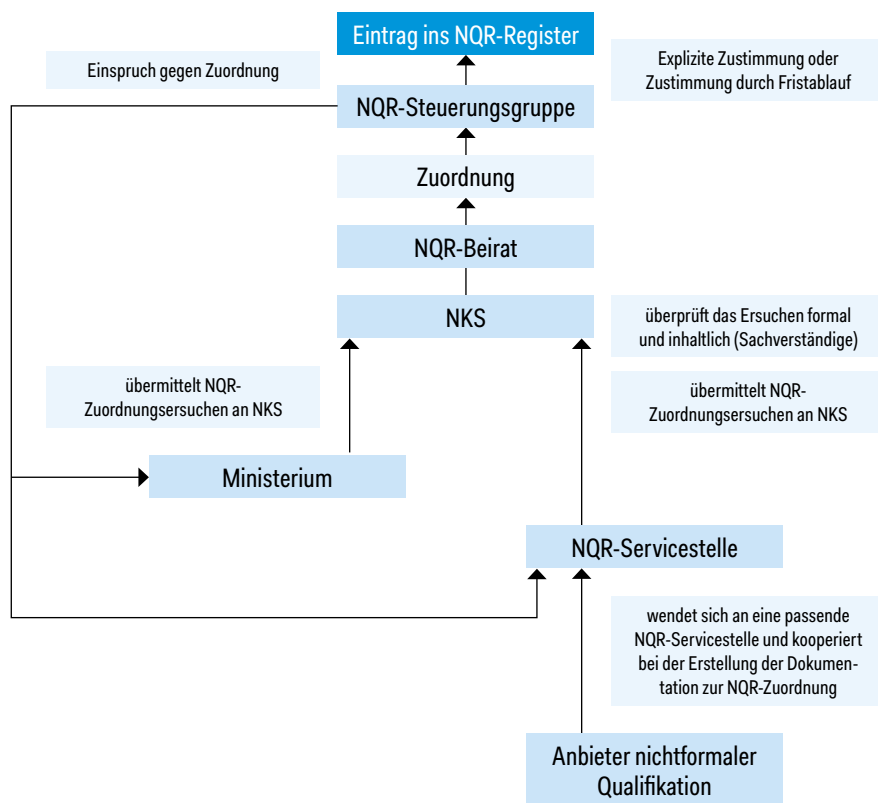 Eintrag ins NQR-Register
Einspruch gegen Zuordnung
Explizite Zustimmung oder
Zustimmung durch Fristablauf
NQR-Steuerungsgruppe
Zuordnung
NQR-Beirat
NKS
überprüft das Ersuchen formal
und inhaltlich (Sachverständige)
übermittelt NQR-
Zuordnungsersuchen an NKS
übermittelt NQR-
Zuordnungsersuchen an NKS
Ministerium
NQR-Servicestelle
wendet sich an eine passende
NQR-Servicestelle und kooperiert
bei der Erstellung der Dokumen-
tation zur NQR-Zuordnung
Anbieter nichtformaler
Qualifikation